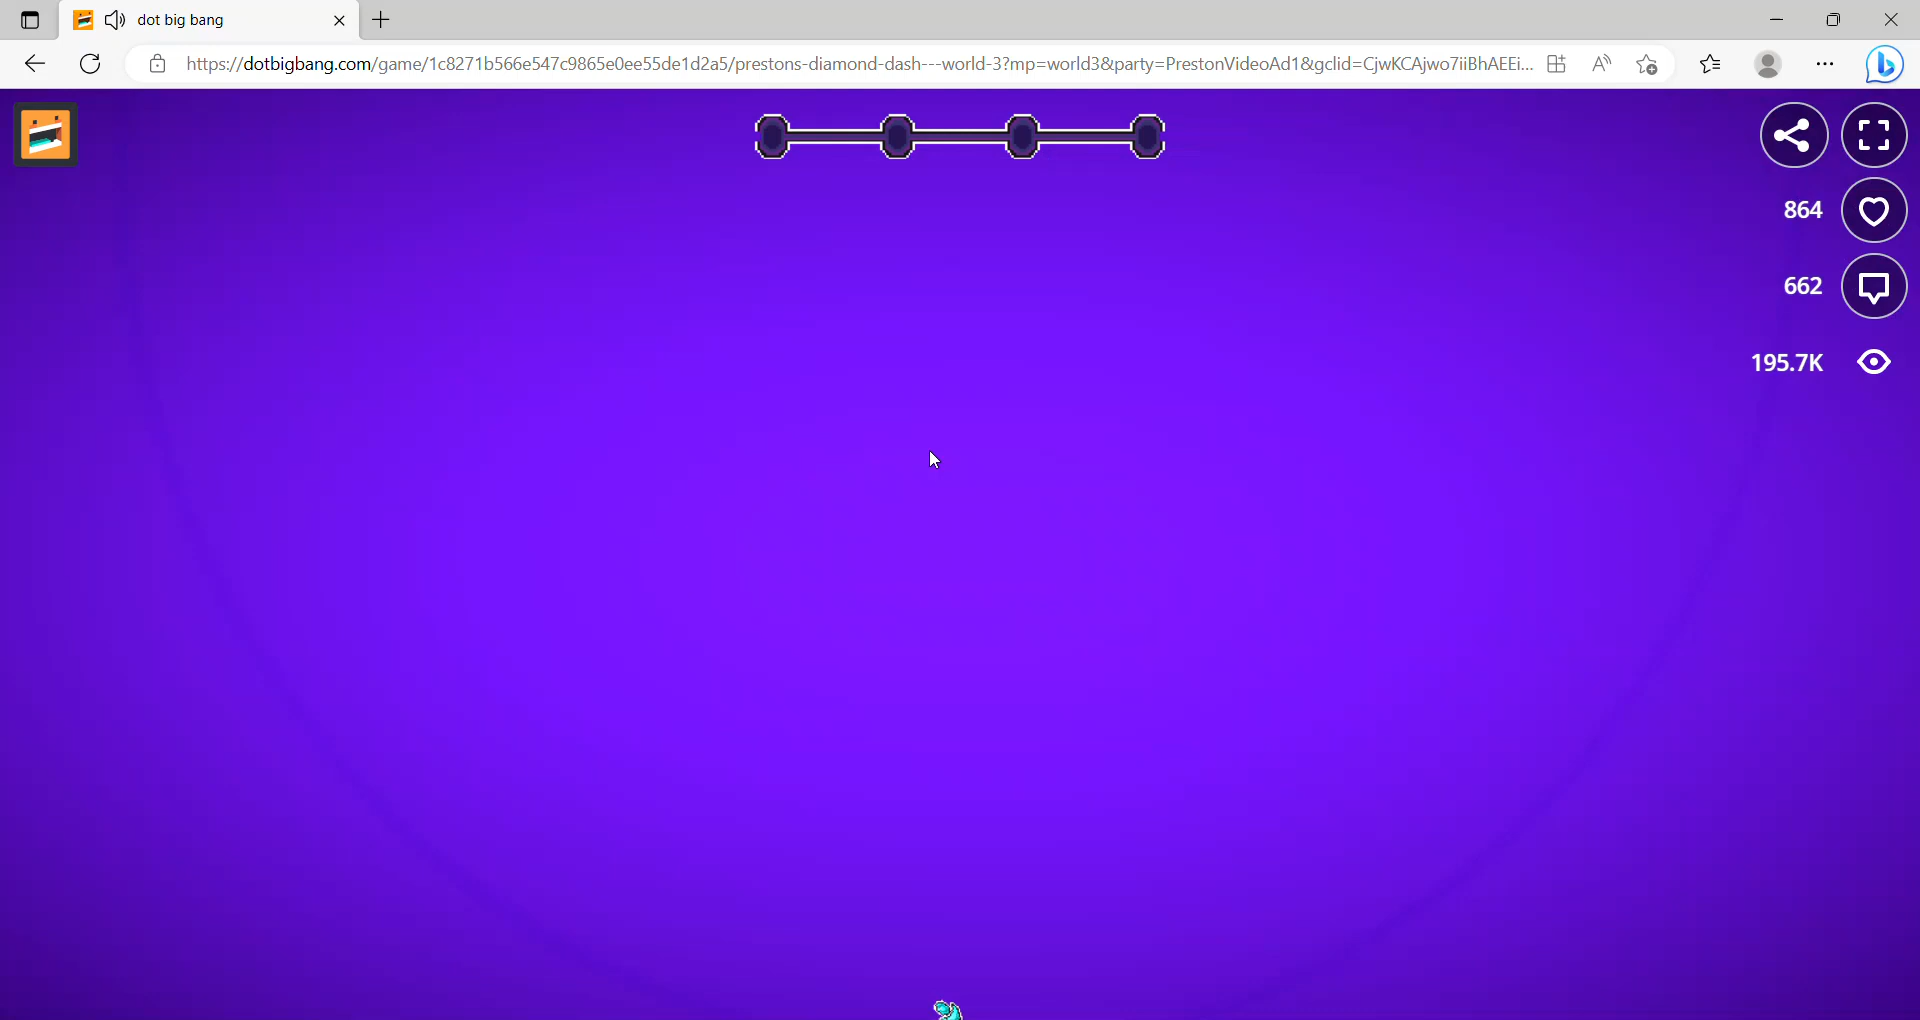 dot big bang
https://dotbigbang.com/game/1c8271b566e547c9865e0ee55de1d2a5/prestons-diamond-dash---world-3?mp=world3&party=PrestonVideoAd1&gclid=CjwKCAjwo7iiBhAEEi...
864
662
195.7K